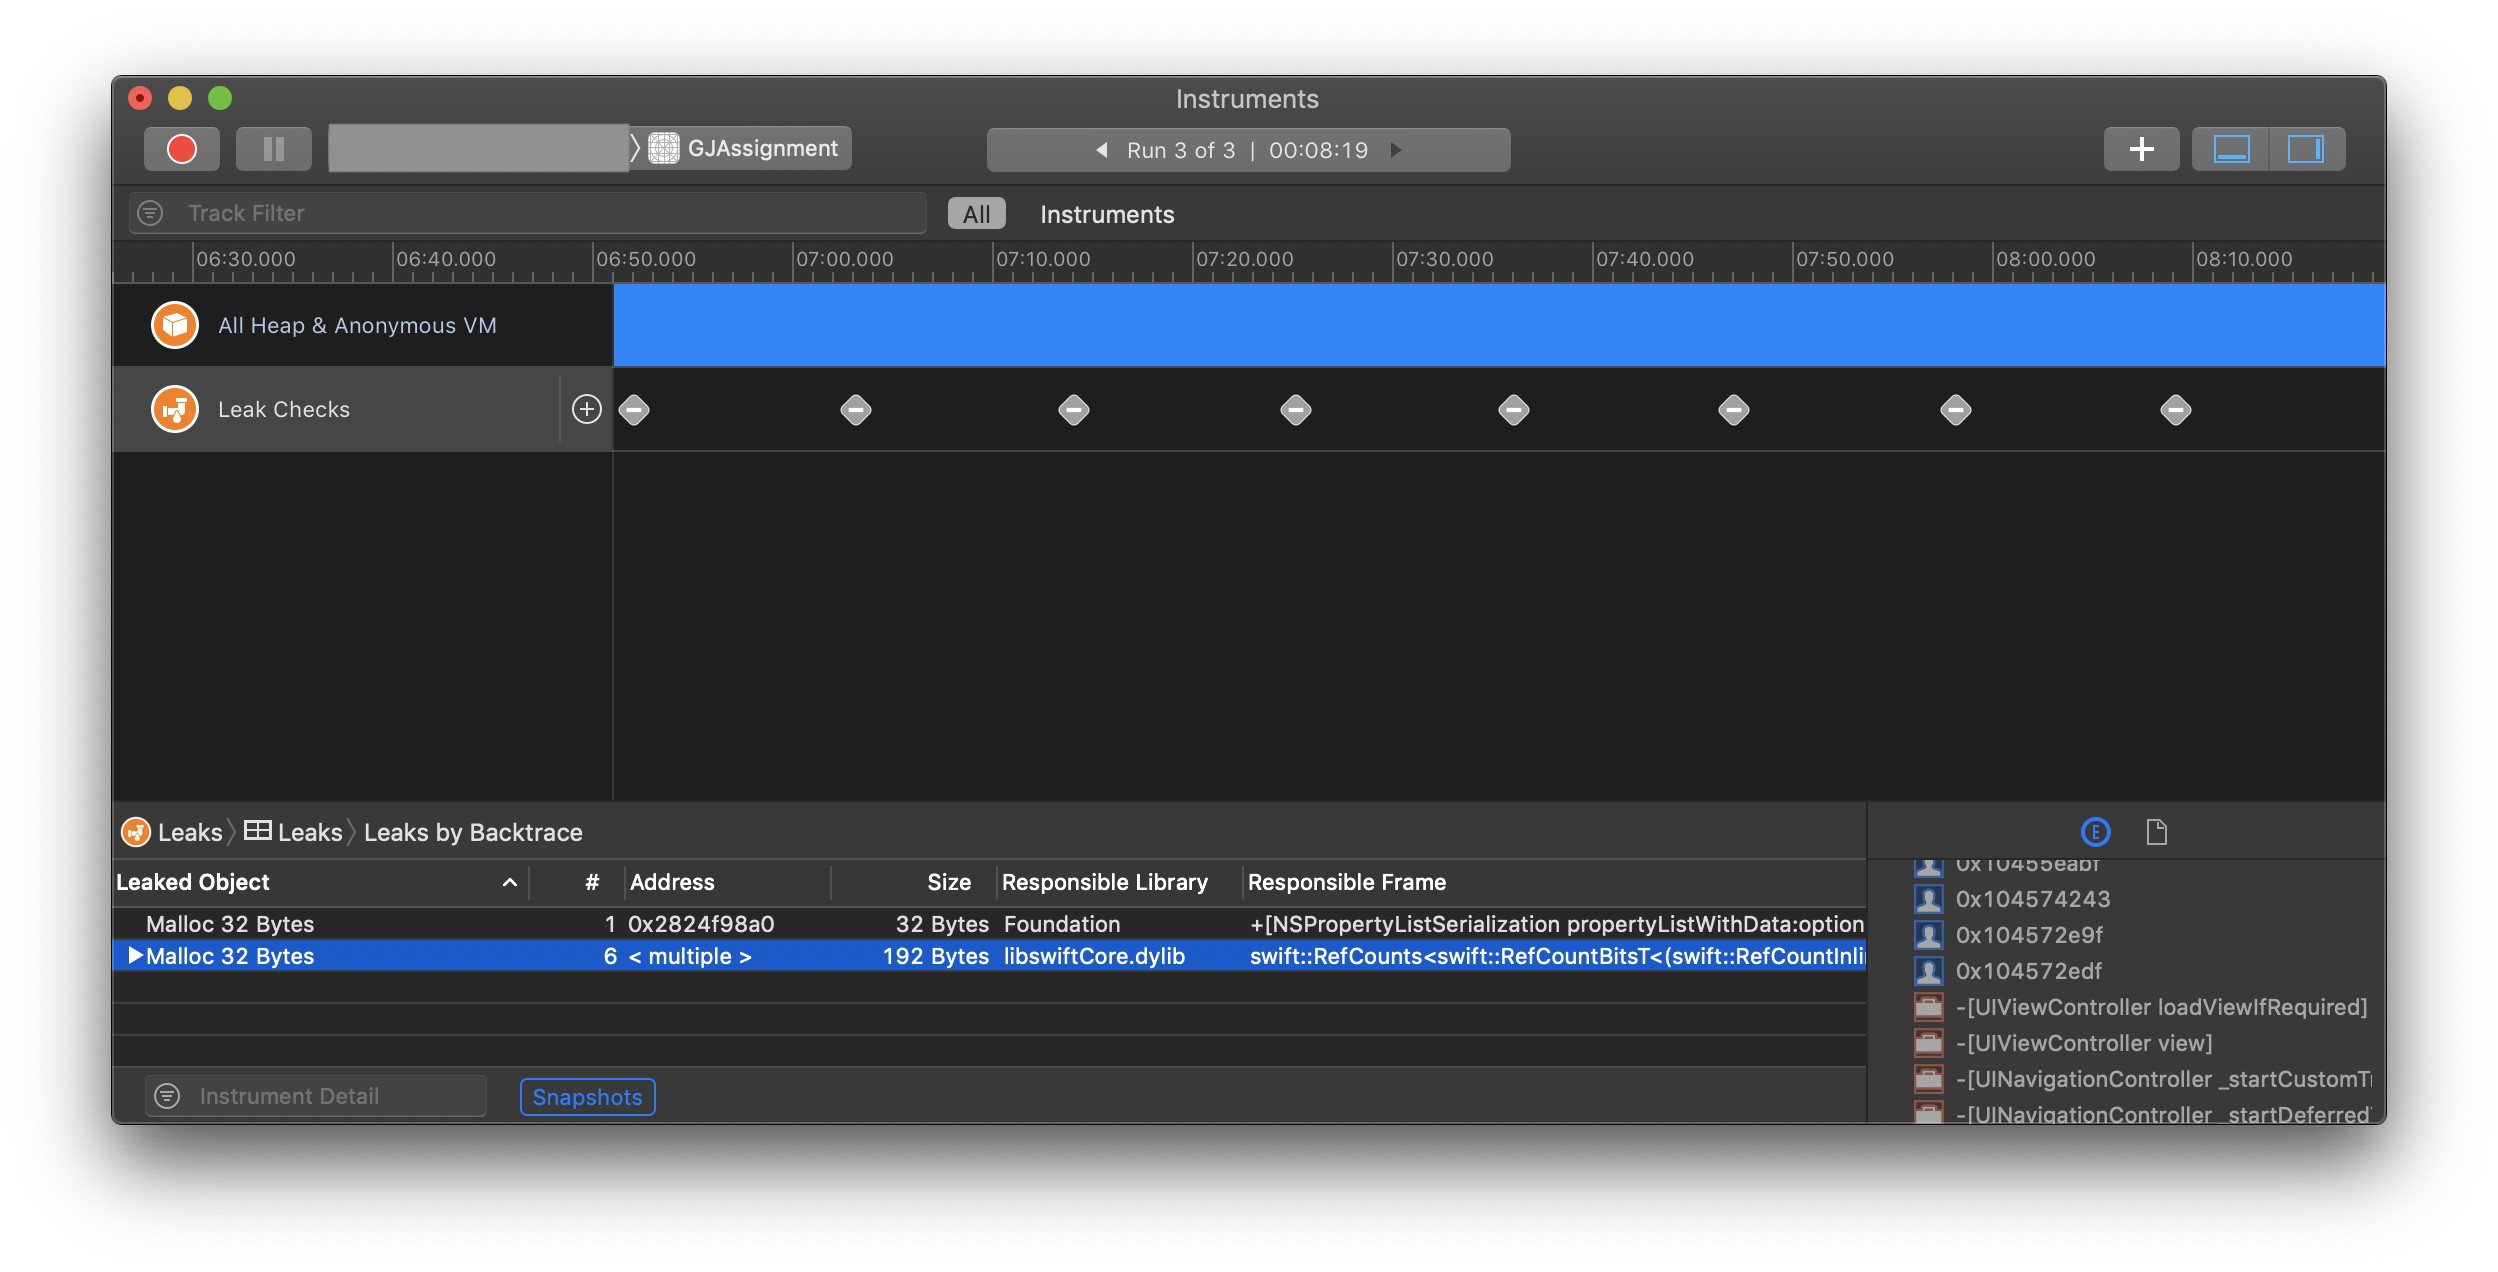 Instruments
GJAssignment
Run 3 of 3 | 00:08:19
Track Filter
All
Instruments
06:30.000 06:40.000 06:50.000 07:00.000 07:10.000 07:20.000 07:30.000 07:40.000 07:50.000 08:00.000 08:10.000
All Heap & Anonymous VM
Leak Checks
Leaks Leaks Leaks by Backtrace
Leaked Object # Address Size Responsible Library Responsible Frame
Malloc 32 Bytes 1 0x2824f98a0 32 Bytes Foundation +[NSPropertyListSerialization propertyListWithData:option
Malloc 32 Bytes 6 < multiple > 192 Bytes libswiftCore.dylib swift::RefCounts<swift::RefCountBitsT<(swift::RefCountInli
Instrument Detail
Snapshots
E
0x10455eabf
0x104574243
0x104572e9f
0x104572edf
-[UIViewController loadViewIfRequired]
-[UIViewController view]
-[UINavigationController _startCustomTr
-[UINavigationController _startDeferred